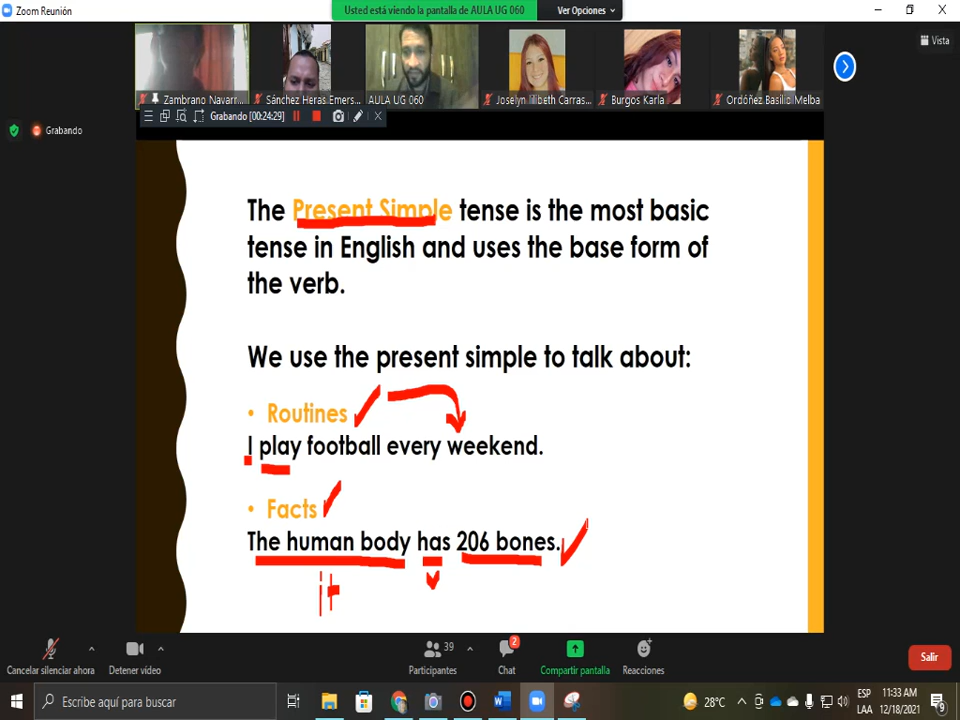 Zoom Reunión
Usted está viendo la pantalla de AULA UG 060
Ver Opciones
Vista
Zambrano Navarr...
Sánchez Heras Emers...
AULA UG 060
Joselyn lilibeth Carras...
Burgos Karla
Ordóñez Basilio Melba
Grabando
Grabando [00:24:29]
The Present Simple tense is the most basic
tense in English and uses the base form of
the verb.
We use the present simple to talk about:
• Routines
I play football every weekend.
• Facts
The human body has 206 bones.
it
Cancelar silenciar ahora
Detener vídeo
39
Participantes
2
Chat
Compartir pantalla
Reacciones
Salir
Escribe aquí para buscar
28°C
ESP
LAA
11:33 AM
12/18/2021
9